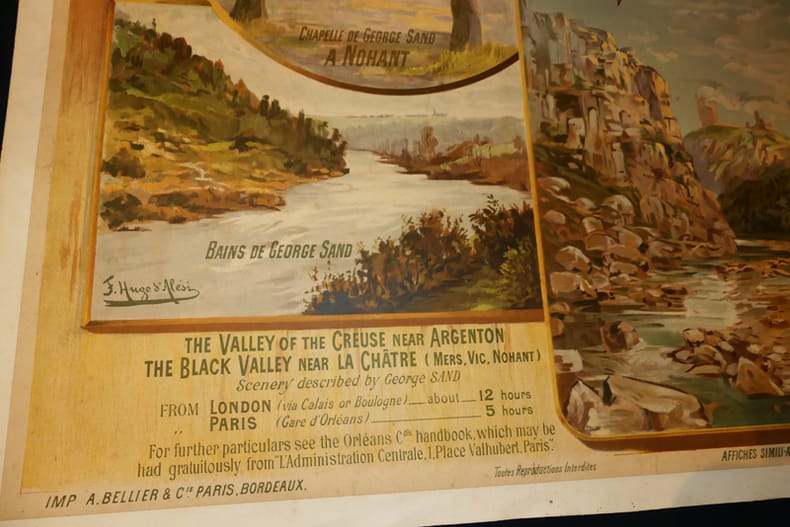 CHAPELLE DE GEORGE SAND
A NOHANT
BAINS DE GEORGE SAND
F. Hugo d'Alési
THE VALLEY OF THE CREUSE NEAR ARGENTON
THE BLACK VALLEY NEAR LA CHÂTRE (MERS, VIC, NOHANT)
Scenery described by George SAND
FROM LONDON (via Calais or Boulogne) about 12 hours
" PARIS (Gare d'Orléans) 5 hours
For further particulars see the Orléans Cies handbook, which may be
had gratuitously from "L'Administration Centrale, 1, Place Valhubert, Paris".
Toutes Reproductions Interdites
AFFICHES SIMILI-A
IMP A. BELLIER & Cie PARIS, BORDEAUX.